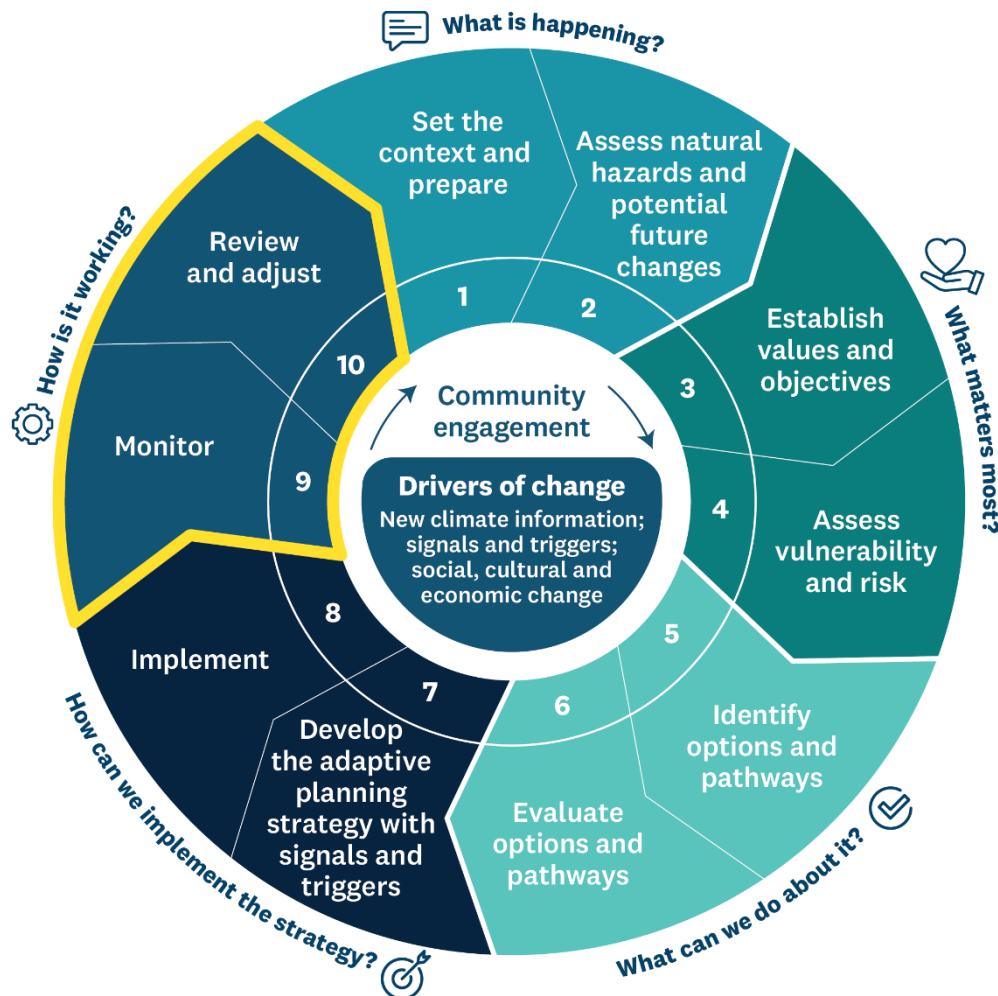 What is happening?
Set the
context and
prepare
1
Assess natural
hazards and
potential
future
changes
2
What matters most?
Establish
values and
objectives
3
Assess
vulnerability
and risk
4
What can we do about it?
Identify
options and
pathways
5
Evaluate
options and
pathways
6
How can we implement the strategy?
Develop
the adaptive
planning
strategy with
signals and
triggers
7
Implement
8
How is it working?
Monitor
9
Review
and adjust
10
Community
engagement
Drivers of change
New climate information;
signals and triggers;
social, cultural and
economic change